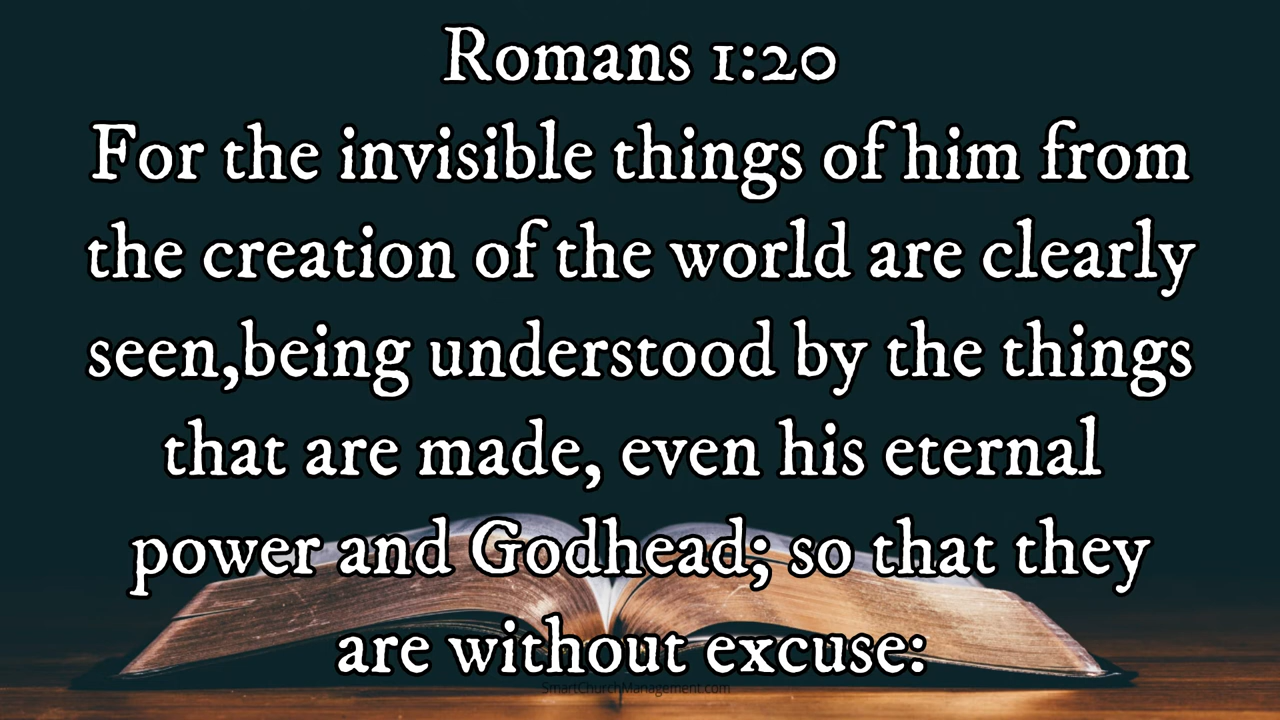 Romans 1:20
For the invisible things of him from
the creation of the world are clearly
seen,being understood by the things
that are made, even his eternal
power and Godhead; so that they
are without excuse:
SmartChurchManagement.com